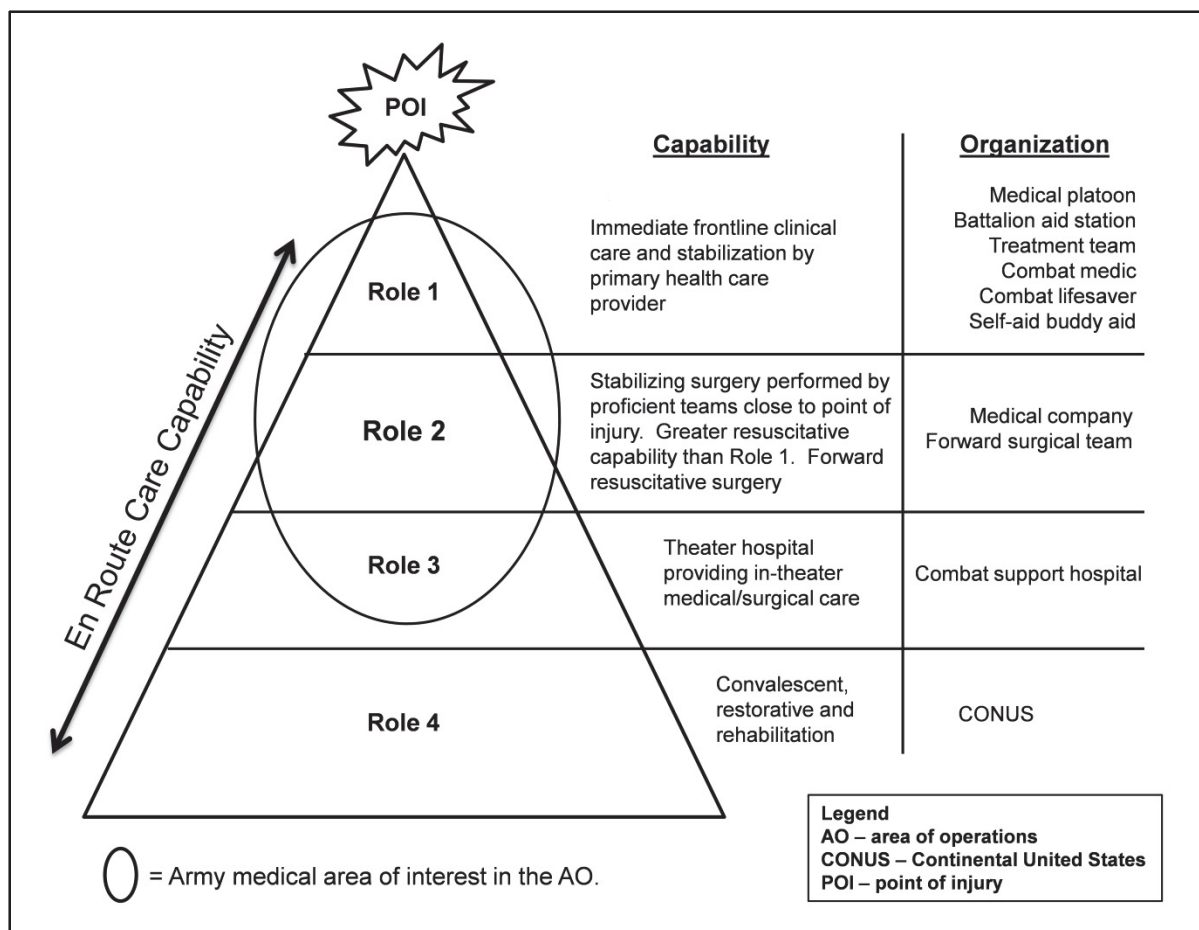 POI
Capability
Organization
Immediate frontline clinical
care and stabilization by
primary health care
provider
Medical platoon
Battalion aid station
Treatment team
Combat medic
Combat lifesaver
Self-aid buddy aid
Role 1
En Route Care Capability
Role 2
Stabilizing surgery performed by
proficient teams close to point of
injury. Greater resuscitative
capability than Role 1. Forward
resuscitative surgery
Medical company
Forward surgical team
Role 3
Theater hospital
providing in-theater
medical/surgical care
Combat support hospital
Role 4
Convalescent,
restorative and
rehabilitation
CONUS
= Army medical area of interest in the AO.
Legend
AO – area of operations
CONUS – Continental United States
POI – point of injury